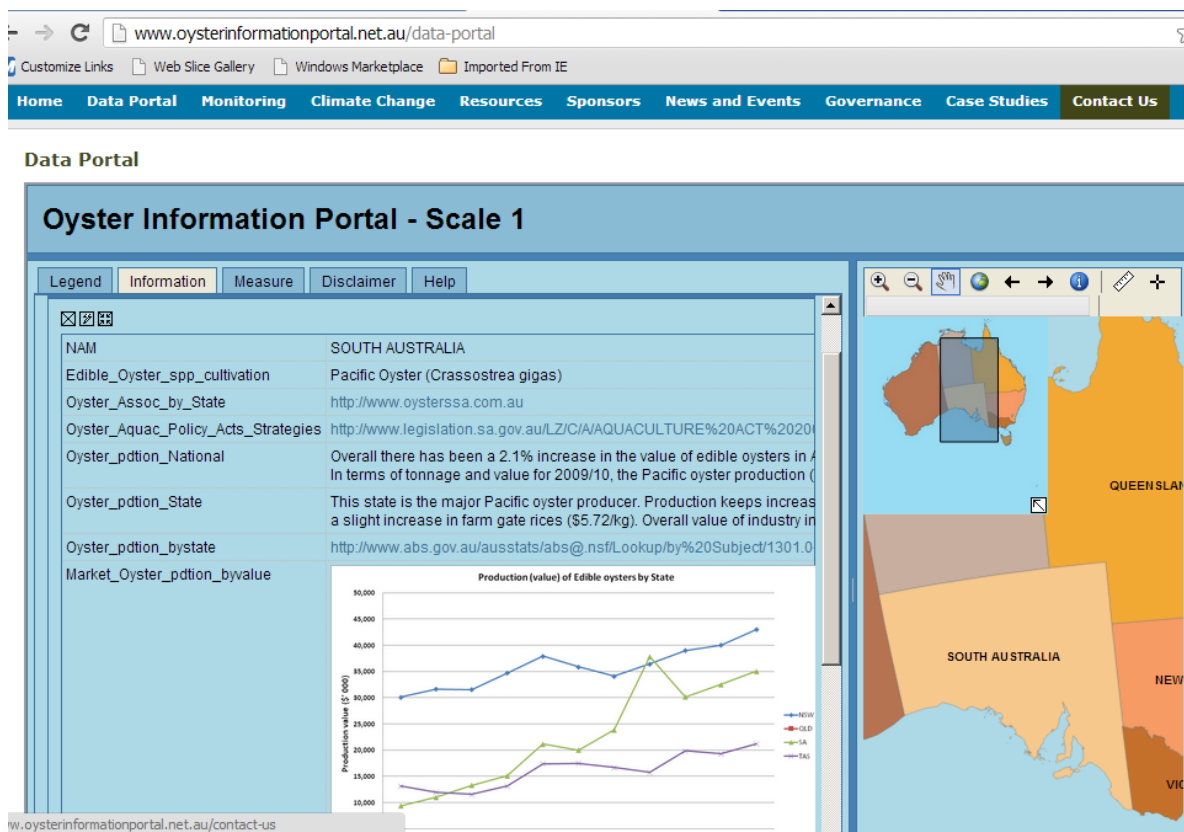 www.oysterinformationportal.net.au/data-portal
Customize Links Web Slice Gallery Windows Marketplace Imported From IE
Home Data Portal Monitoring Climate Change Resources Sponsors News and Events Governance Case Studies Contact Us
Data Portal
Oyster Information Portal - Scale 1
Legend Information Measure Disclaimer Help
NAM SOUTH AUSTRALIA
Edible_Oyster_spp_cultivation Pacific Oyster (Crassostrea gigas)
Oyster_Assoc_by_State http://www.oysterssa.com.au
Oyster_Aquac_Policy_Acts_Strategies http://www.legislation.sa.gov.au/LZ/C/A/AQUACULTURE%20ACT%2020
Oyster_pdtion_National Overall there has been a 2.1% increase in the value of edible oysters in
In terms of tonnage and value for 2009/10, the Pacific oyster production (
Oyster_pdtion_State This state is the major Pacific oyster producer. Production keeps increas
a slight increase in farm gate rices ($5.72/kg). Overall value of industry in
Oyster_pdtion_bystate http://www.abs.gov.au/ausstats/abs@.nsf/Lookup/by%20Subject/1301.0
Market_Oyster_pdtion_byvalue
Production (value) of Edible oysters by State
Production value ($' 000)
50,000
45,000
40,000
35,000
30,000
25,000
20,000
15,000
10,000
NSW
QLD
SA
TAS
QUEENSLAN
SOUTH AUSTRALIA
NEW
VIC
w.oysterinformationportal.net.au/contact-us